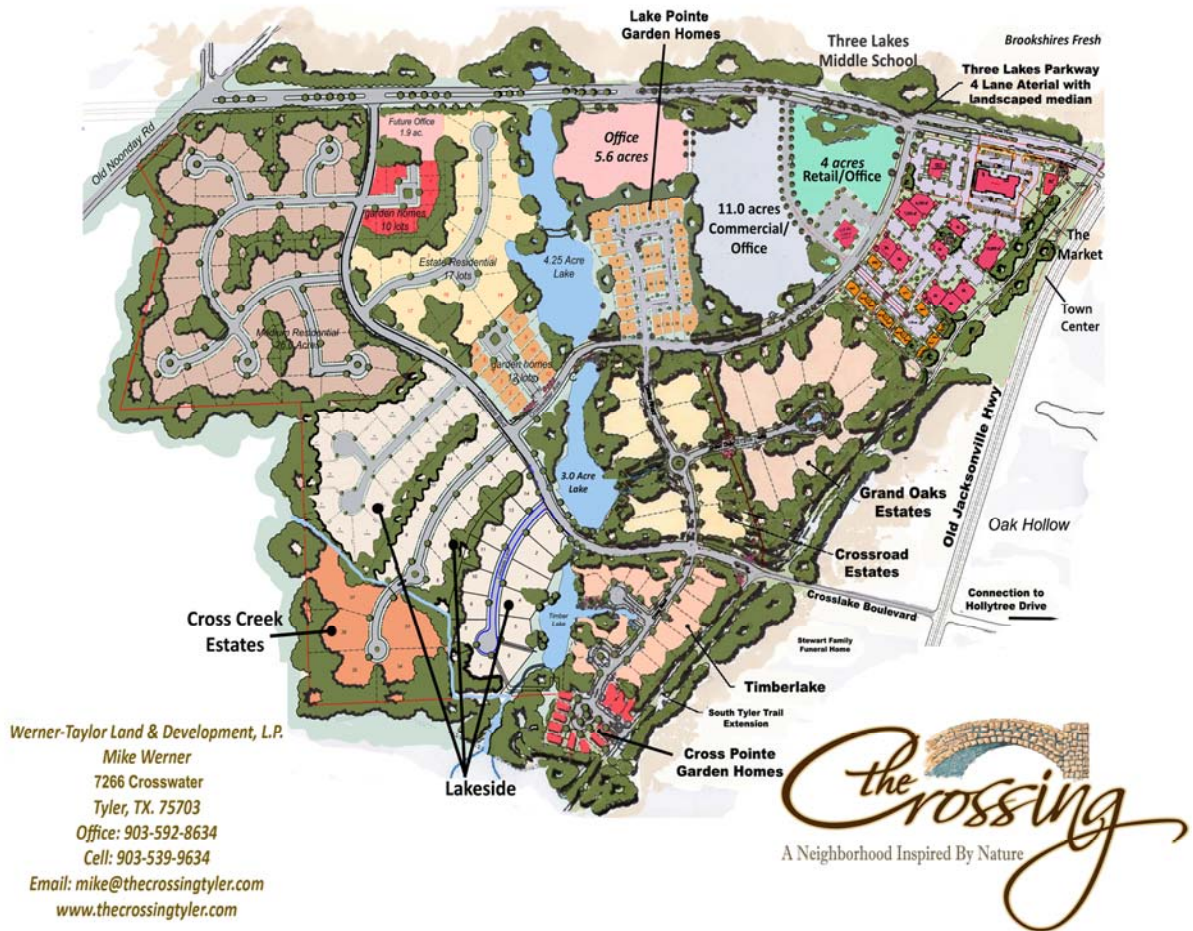 Lake Pointe
Garden Homes
Three Lakes
Middle School
Brookshires Fresh
Three Lakes Parkway
4 Lane Aterial with
landscaped median
Old Noonday Rd
Future Office
1.9 ac.
Office
5.6 acres
4 acres
Retail/Office
garden homes
10 lots
11.0 acres
Commercial/
Office
The
Market
Estate Residential
17 lots
4.25 Acre
Lake
Town
Center
Medium Residential
Acres
garden homes
3.0 Acre
Lake
Grand Oaks
Estates
Old Jacksonville Hwy
Oak Hollow
Crossroad
Estates
Crosslake Boulevard
Connection to
Hollytree Drive
Cross Creek
Estates
Timber
Lake
Stewart Family
Funeral Home
Timberlake
South Tyler Trail
Extension
Cross Pointe
Garden Homes
Lakeside
Werner-Taylor Land & Development, L.P.
Mike Werner
7266 Crosswater
Tyler, TX. 75703
Office: 903-592-8634
Cell: 903-539-9634
Email: mike@thecrossingtyler.com
www.thecrossingtyler.com
the Crossing
A Neighborhood Inspired By Nature